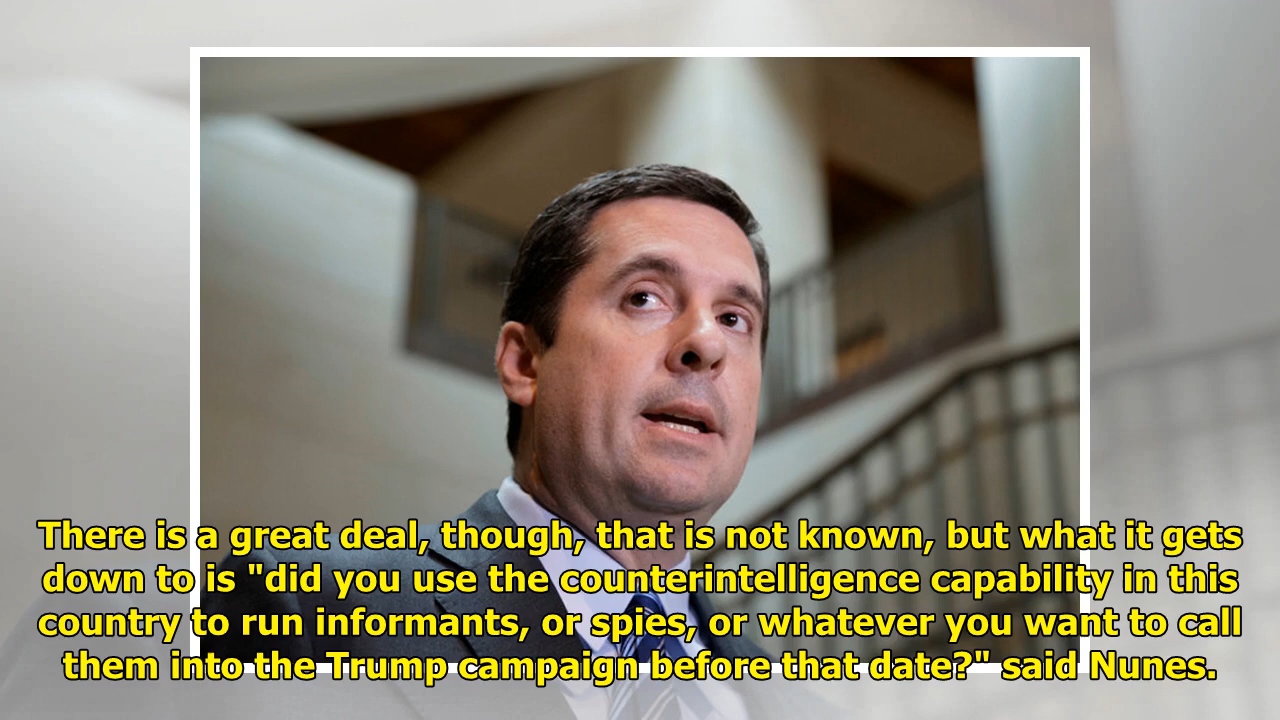 There is a great deal, though, that is not known, but what it gets
down to is "did you use the counterintelligence capability in this
country to run informants, or spies, or whatever you want to call
them into the Trump campaign before that date?" said Nunes.